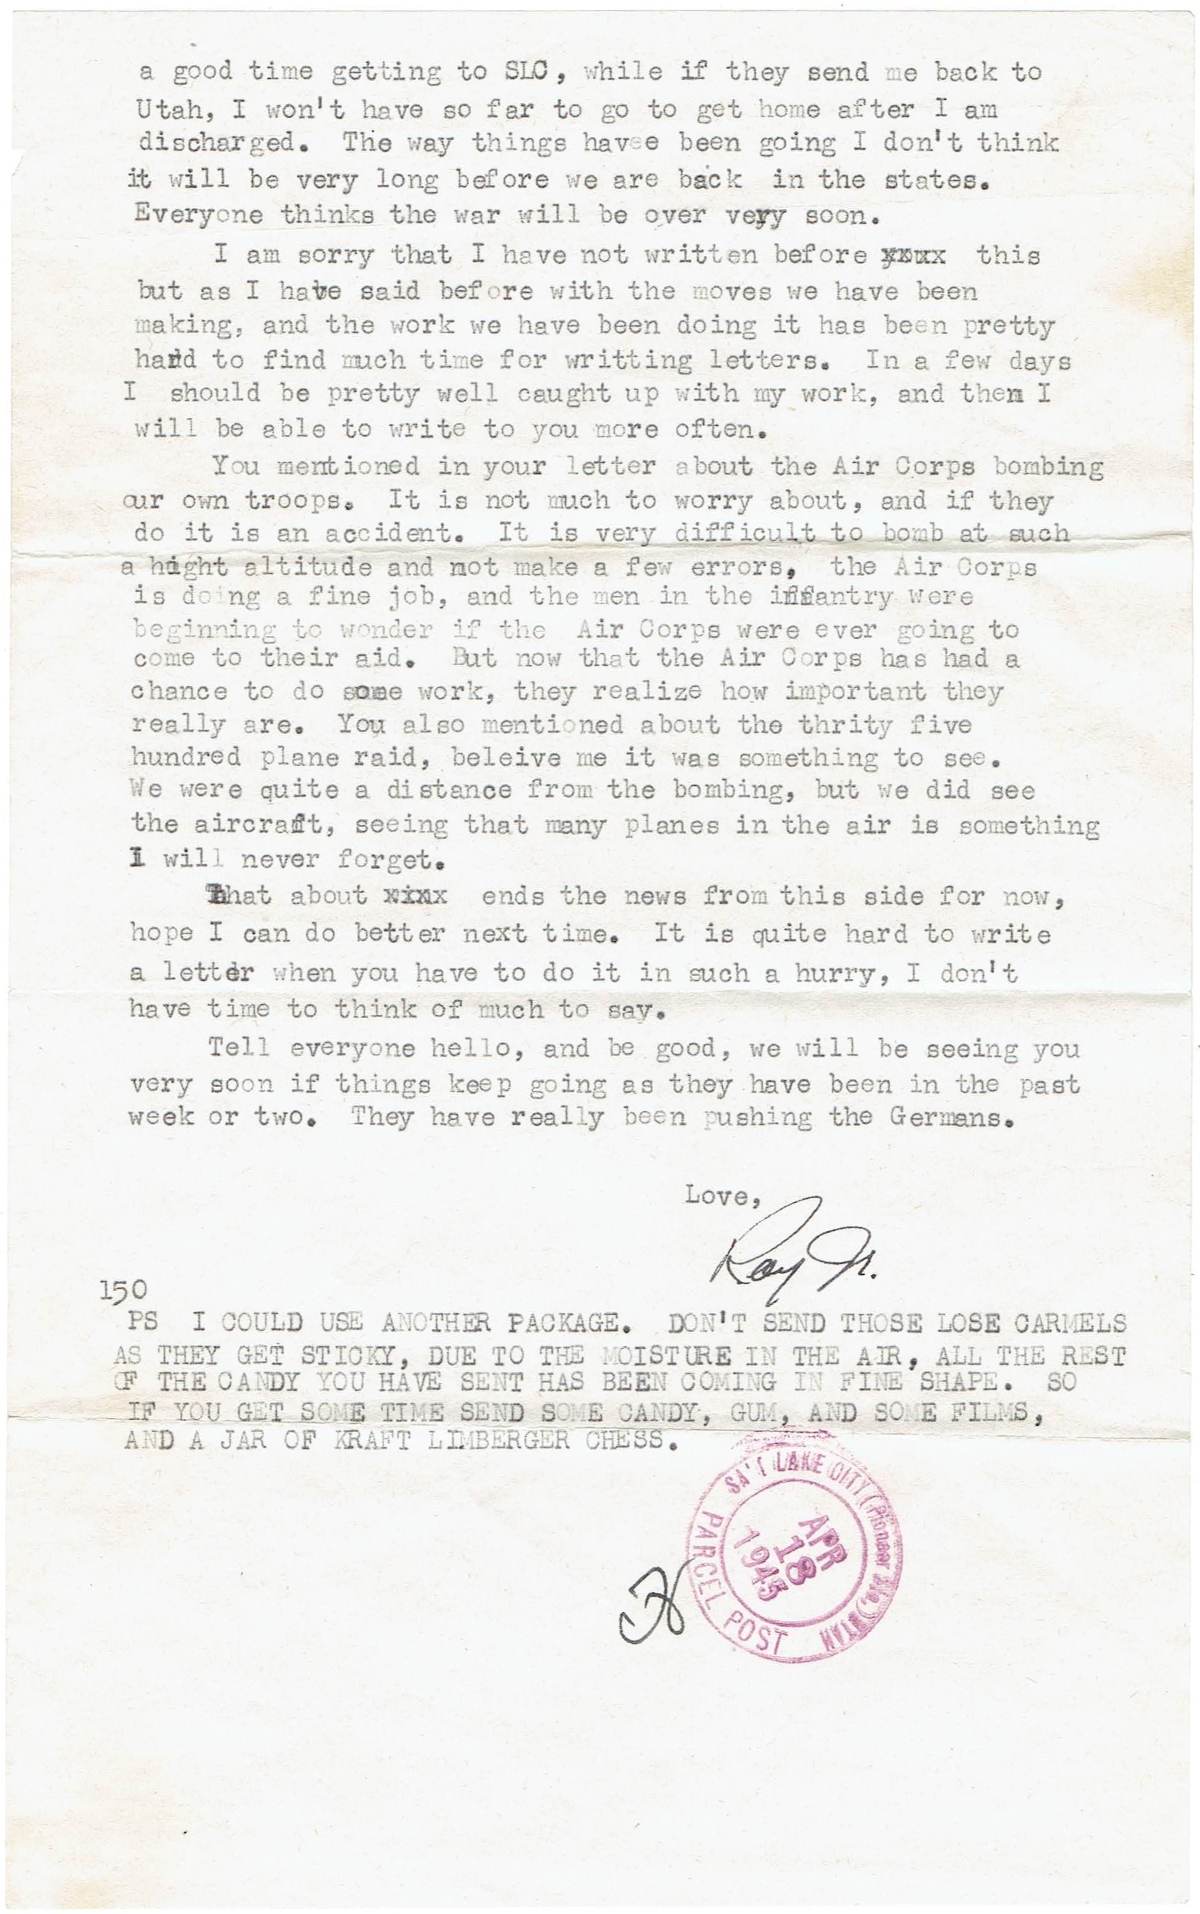 a good time getting to SLC, while if they send me back to
Utah, I won't have so far to go to get home after I am
discharged.  The way things havee been going I don't think
it will be very long before we are back  in the states.
Everyone thinks the war will be over veyy soon.
I am sorry that I have not written before xxxx  this
but as I have said before with the moves we have been
making, and the work we have been doing it has been pretty
hard to find much time for writting letters.  In a few days
I  should be pretty well caught up with my work, and then I
will be able to write to you more often.
You mentioned in your letter about the Air Corps bombing
our own troops.  It is not much to worry about, and if they
do it is an accident.  It is very difficult to bomb at such
a hight altitude and not make a few errors,  the Air Corps
is doing a fine job, and the men in the inffantry were
beginning to wonder if the  Air Corps were ever going to
come to their aid.  But now that the Air Corps has had a
chance to do some work, they realize how important they
really are.  You also mentioned about the thrity five
hundred plane raid, beleive me it was something to see.
We were quite a distance from the bombing, but we did see
the aircraft, seeing that many planes in the air is something
I will never forget.
That about xixx  ends the news from this side for now,
hope I can do better next time.  It is quite hard to write
a letter when you have to do it in such a hurry, I don't
have time to think of much to say.
Tell everyone hello, and be good, we will be seeing you
very soon if things keep going as they have been in the past
week or two.  They have really been pushing the Germans.
Love,
Ray Jr.
150
PS  I COULD USE ANOTHER PACKAGE.  DON'T SEND THOSE LOSE CARMELS
AS THEY GET STICKY, DUE TO THE MOISTURE IN THE AIR, ALL THE REST
OF THE CANDY YOU HAVE SENT HAS BEEN COMING IN FINE SHAPE.  SO
IF YOU GET SOME TIME SEND SOME CANDY, GUM, AND SOME FILMS,
AND A JAR OF KRAFT LIMBERGER CHESS.
SALT LAKE CITY (Pioneer Sta.) UTAH
APR
18
1945
PARCEL POST